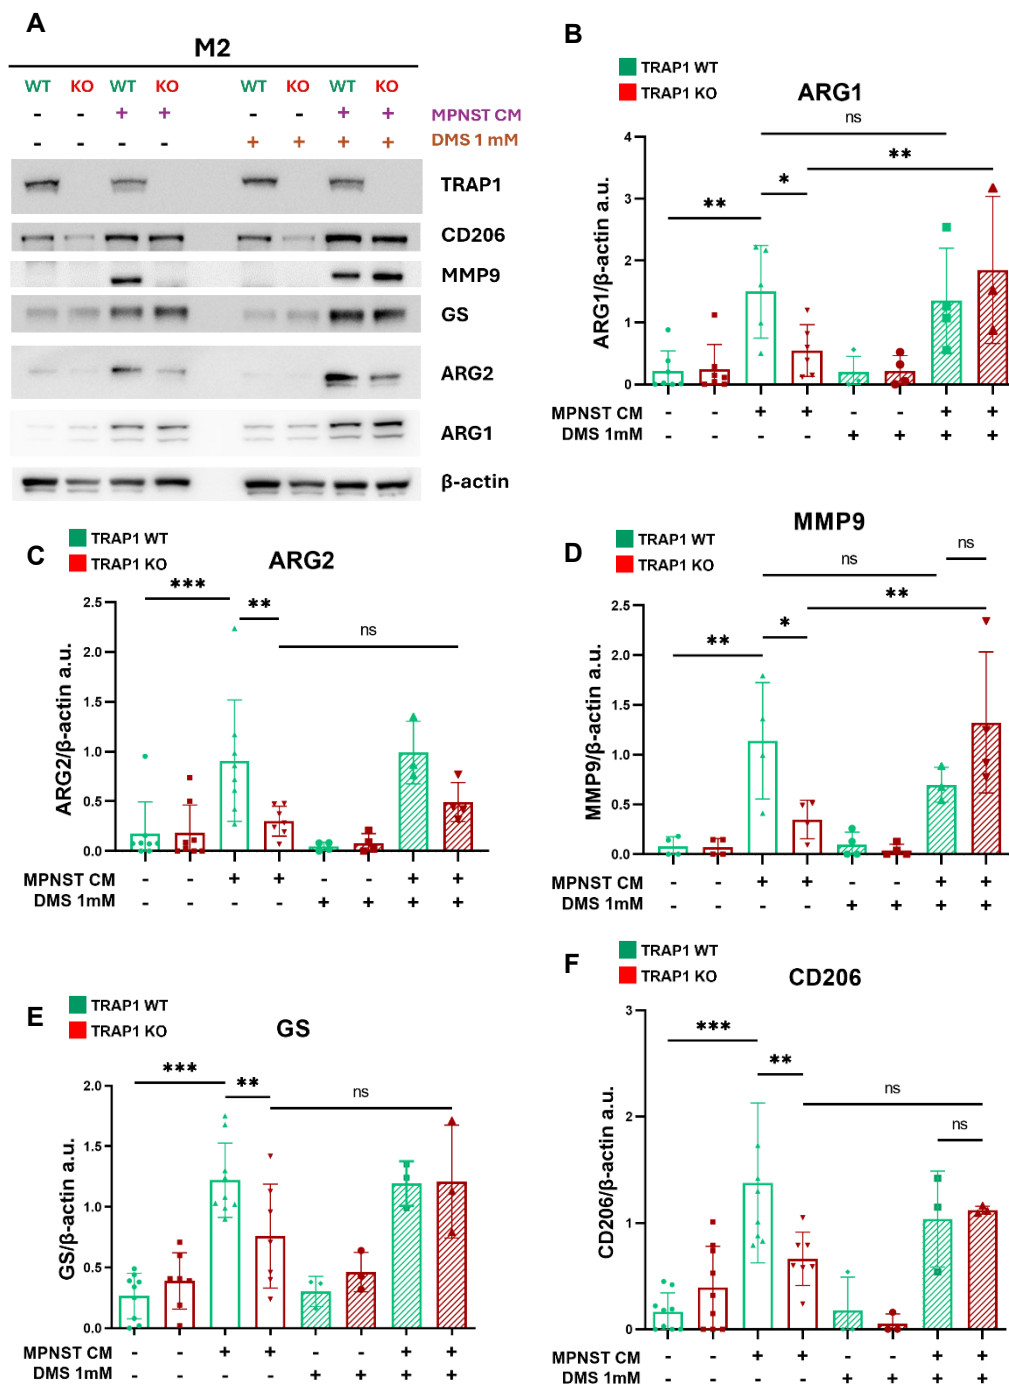 A
M2
WT KO WT KO WT KO WT KO
- - + + - - + + MPNST CM
- - - - + + + + DMS 1 mM
TRAP1
CD206
MMP9
GS
ARG2
ARG1
β-actin
B
TRAP1 WT
TRAP1 KO
ARG1
ns
**
*
**
4
3
2
1
0
ARG1/β-actin a.u.
MPNST CM - - + + - - + +
DMS 1mM - - - - + + + +
C
TRAP1 WT
TRAP1 KO
ARG2
***
**
ns
2.5
2.0
1.5
1.0
0.5
0.0
ARG2/β-actin a.u.
MPNST CM - - + + - - + +
DMS 1mM - - - - + + + +
D
MMP9
TRAP1 WT
TRAP1 KO
ns
ns
**
*
**
2.5
2.0
1.5
1.0
0.5
0.0
MMP9/β-actin a.u.
MPNST CM - - + + - - + +
DMS 1mM - - - - + + + +
E
TRAP1 WT
TRAP1 KO
GS
***
**
ns
2.0
1.5
1.0
0.5
0.0
GS/β-actin a.u.
MPNST CM - - + + - - + +
DMS 1mM - - - - + + + +
F
TRAP1 WT
TRAP1 KO
CD206
***
**
ns
ns
3
2
1
0
CD206/β-actin a.u.
MPNST CM - - + + - - + +
DMS 1mM - - - - + + + +